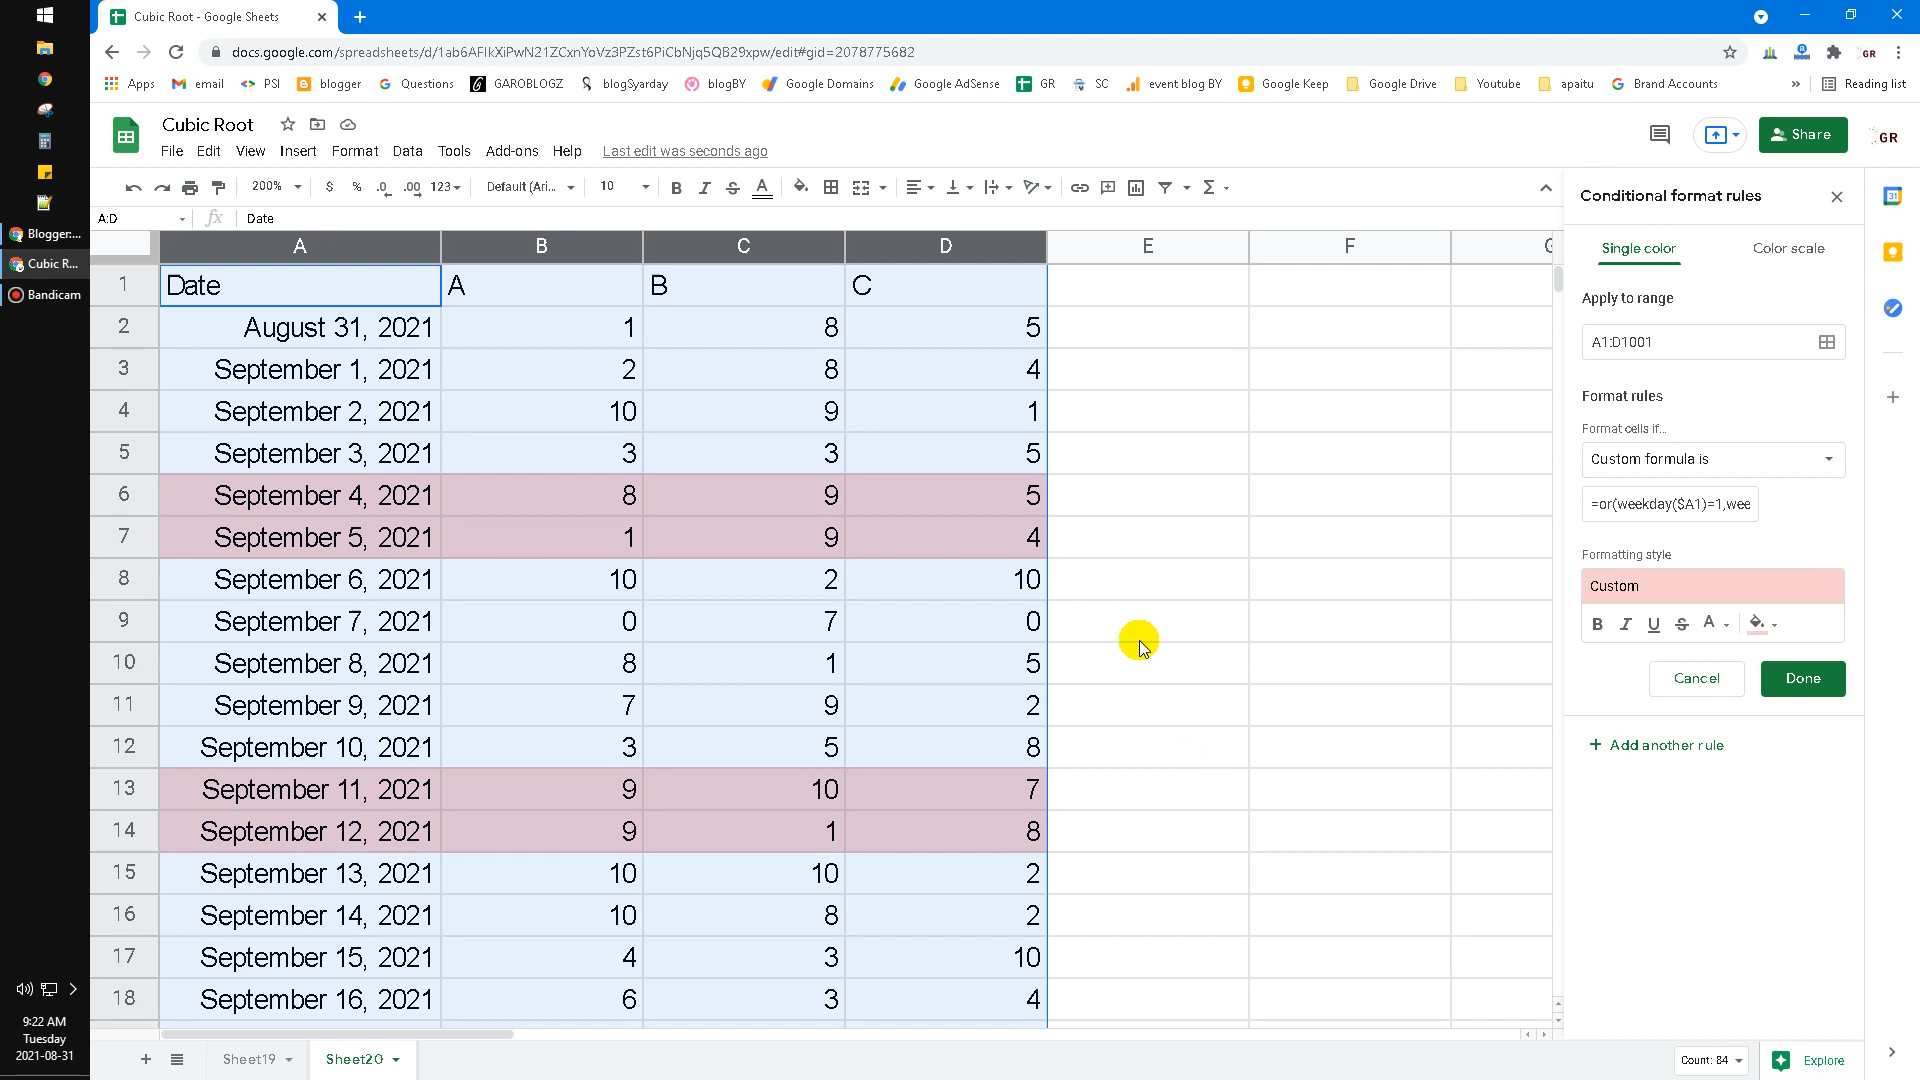 Cubic Root - Google Sheets
docs.google.com/spreadsheets/d/1ab6AFlkXiPwN21ZCxnYoVz3PZst6PiCbNjq5QB29xpw/edit#gid=2078775682
Apps email PSI blogger Questions GAROBLOGZ blogSyarday blogBY Google Domains Google AdSense GR SC event blog BY Google Keep Google Drive Youtube apaitu Brand Accounts » Reading list
Cubic Root
File Edit View Insert Format Data Tools Add-ons Help Last edit was seconds ago
Share
GR
200% $ % .0 .00 123 Default (Ari... 10 B I S A
A:D fx Date
A B C D E F G
1 Date A B C
2 August 31, 2021 1 8 5
3 September 1, 2021 2 8 4
4 September 2, 2021 10 9 1
5 September 3, 2021 3 3 5
6 September 4, 2021 8 9 5
7 September 5, 2021 1 9 4
8 September 6, 2021 10 2 10
9 September 7, 2021 0 7 0
10 September 8, 2021 8 1 5
11 September 9, 2021 7 9 2
12 September 10, 2021 3 5 8
13 September 11, 2021 9 10 7
14 September 12, 2021 9 1 8
15 September 13, 2021 10 10 2
16 September 14, 2021 10 8 2
17 September 15, 2021 4 3 10
18 September 16, 2021 6 3 4
Sheet19 Sheet20
Count: 84
Explore
Conditional format rules
Single color Color scale
Apply to range
A1:D1001
Format rules
Format cells if...
Custom formula is
=or(weekday($A1)=1,wee
Formatting style
Custom
B I U S A
Cancel Done
+ Add another rule
31
Blogger:...
Cubic R...
Bandicam
9:22 AM
Tuesday
2021-08-31